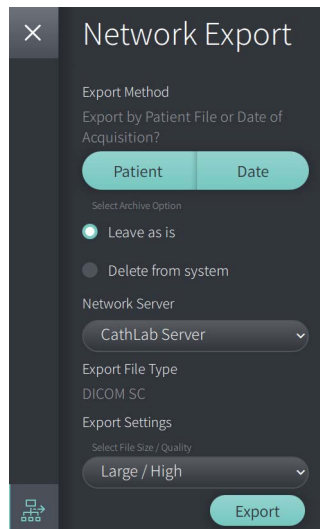 Network Export
Export Method
Export by Patient File or Date of
Acquisition?
Patient Date
Select Archive Option
Leave as is
Delete from system
Network Server
CathLab Server
Export File Type
DICOM SC
Export Settings
Select File Size / Quality
Large / High
Export